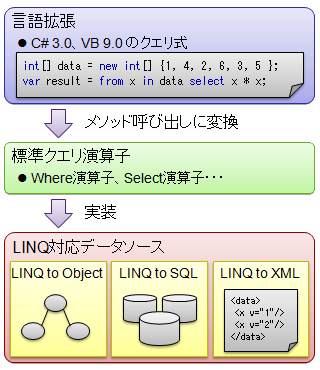 言語拡張
● C# 3.0、VB 9.0 のクエリ式
int[] data = new int[] {1, 4, 2, 6, 3, 5 };
var result = from x in data select x * x;
メソッド呼び出しに変換
標準クエリ演算子
● Where演算子、Select演算子･･･
実装
LINQ対応データソース
LINQ to Object
LINQ to SQL
LINQ to XML
<data>
<x v="1"/>
<x v="2"/>
</data>